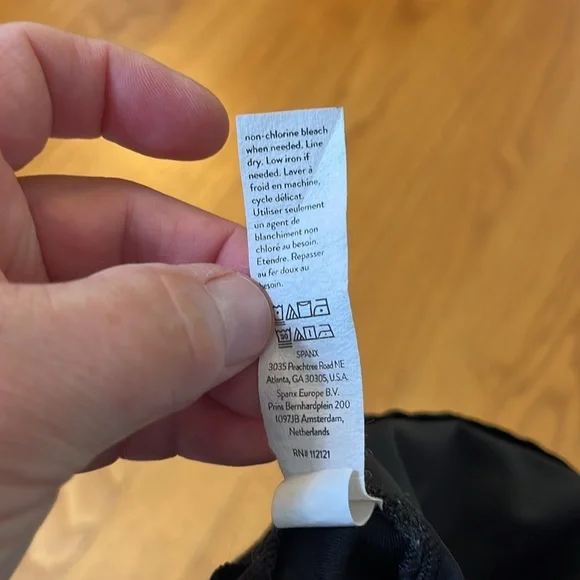 non-chlorine bleach
when needed. Line
dry. Low iron if
needed. Laver à
froid en machine,
cycle délicat.
Utiliser seulement
un agent de
blanchiment non
chloré au besoin.
Etendre. Repasser
au fer doux au
besoin.
SPANX
3035 Peachtree Road NE
Atlanta, GA 30305, U.S.A.
Spanx Europe B.V.
Prins Bernhardplein 200
1097JB Amsterdam,
Netherlands
RN# 112121